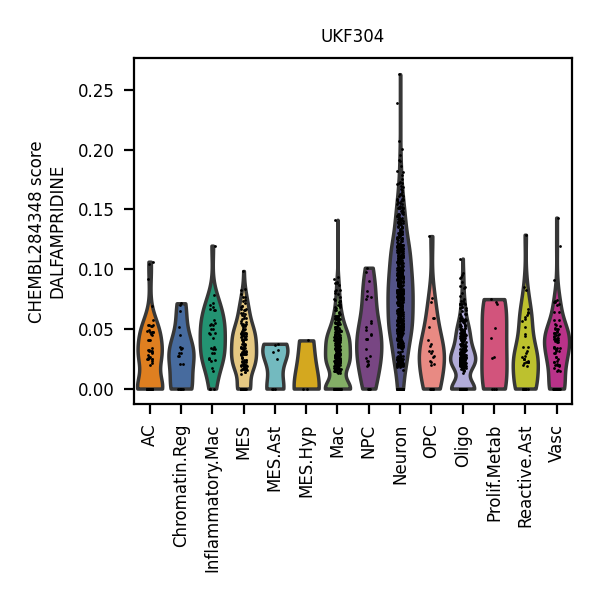 UKF304
CHEMBL284348 score
DALFAMPRIDINE
0.25
0.20
0.15
0.10
0.05
0.00
AC
Chromatin.Reg
Inflammatory.Mac
MES
MES.Ast
MES.Hyp
Mac
NPC
Neuron
OPC
Oligo
Prolif.Metab
Reactive.Ast
Vasc